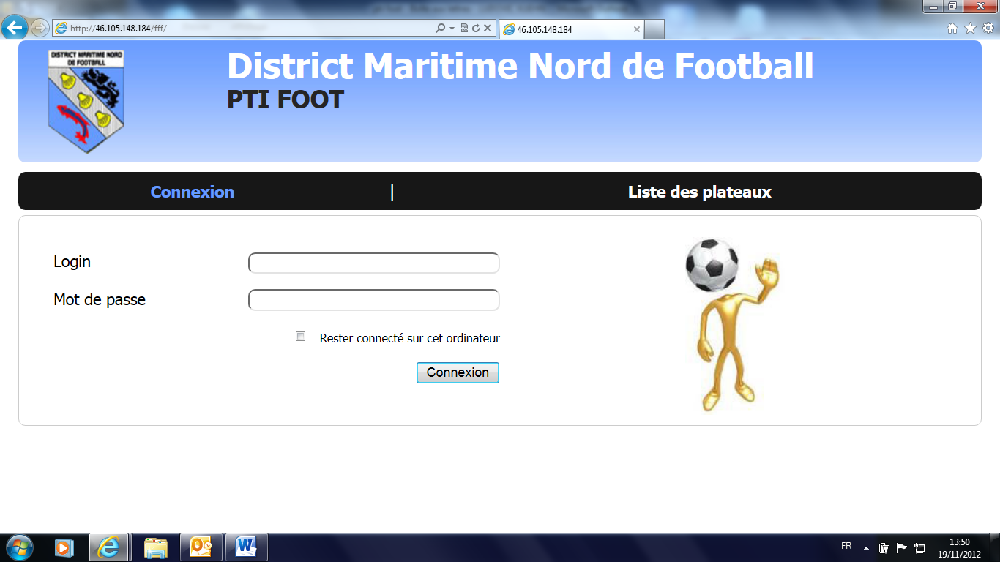 http://46.105.148.184/fff/
46.105.148.184
DISTRICT MARITIME NORD
DE FOOTBALL
District Maritime Nord de Football
PTI FOOT
Connexion | Liste des plateaux
Login
Mot de passe
Rester connecté sur cet ordinateur
Connexion
FR
13:50
19/11/2012